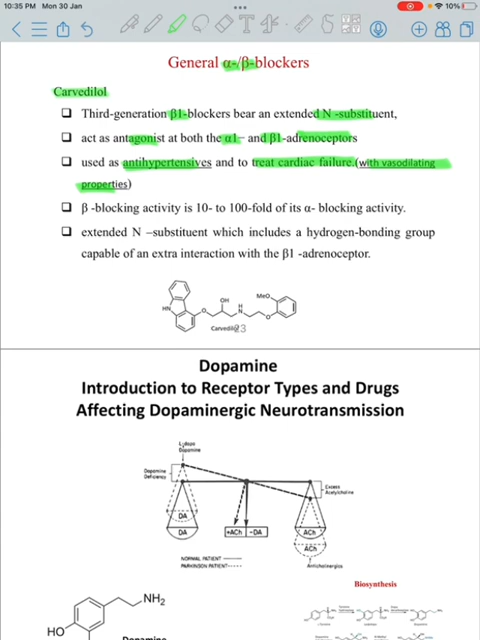 10:35 PM Mon 30 Jan
10%
General α-/β-blockers
Carvedilol
Third-generation β1-blockers bear an extended N -substituent,
act as antagonist at both the α1– and β1-adrenoceptors
used as antihypertensives and to treat cardiac failure.(with vasodilating
properties)
β -blocking activity is 10- to 100-fold of its α- blocking activity.
extended N –substituent which includes a hydrogen-bonding group
capable of an extra interaction with the β1 -adrenoceptor.
OH
MeO
HN
O
H
N
O
Carvedilol
23
Dopamine
Introduction to Receptor Types and Drugs
Affecting Dopaminergic Neurotransmission
L-dopa
Dopamine
Dopamine
Deficiency
Excess
Acetylcholine
DA
DA
+ACh
-DA
ACh
ACh
NORMAL PATIENT
PARKINSON PATIENT
Anticholinergics
Biosynthesis
NH₂
HO
Dopamine